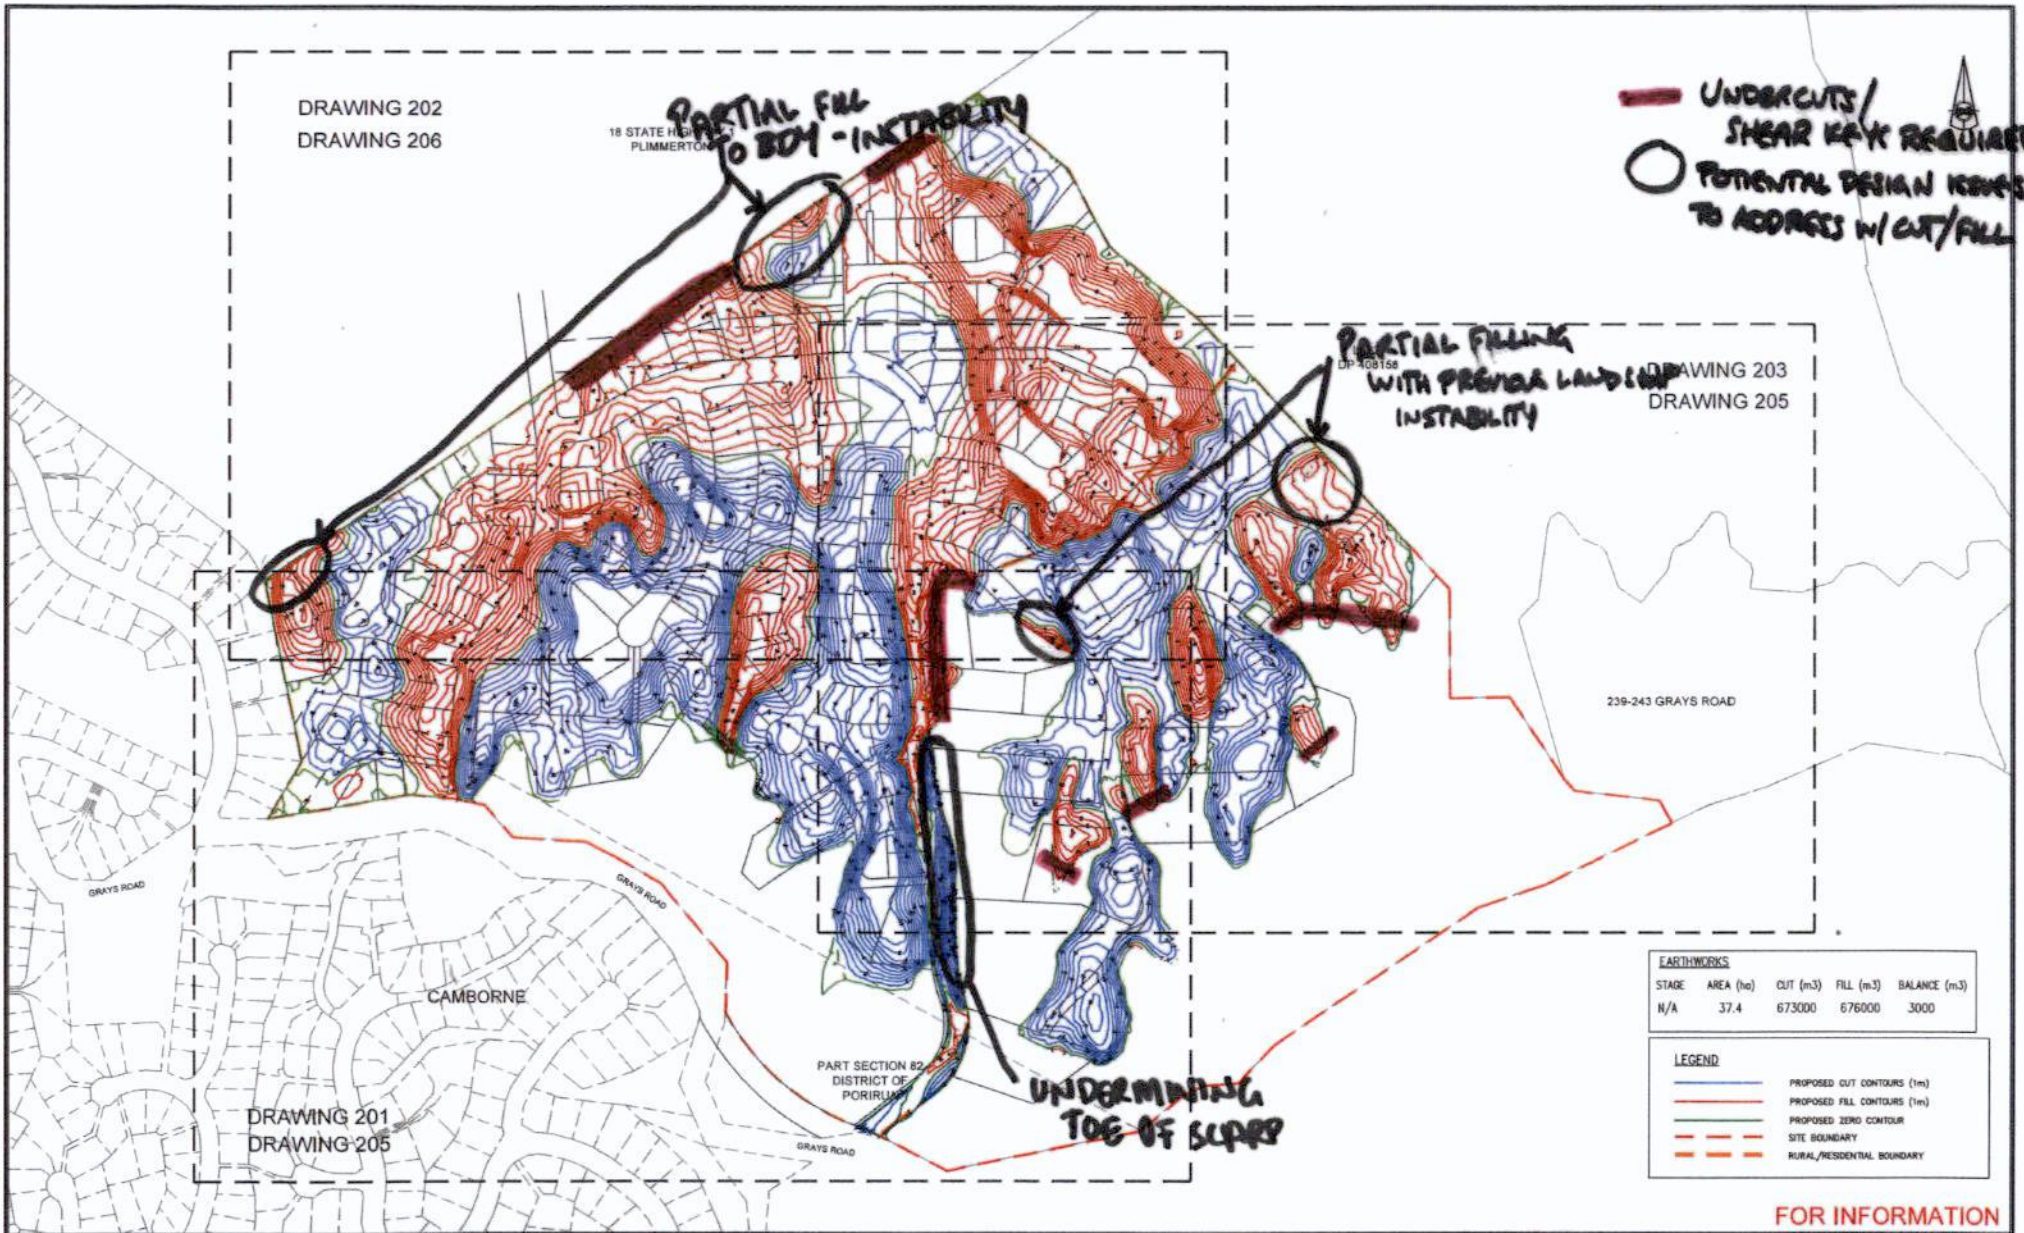 DRAWING 202
DRAWING 206
18 STATE HIGHWAY 1
PLIMMERTON
PARTIAL FILL
TO BDY - INSTABILITY
UNDERCUTS/
SHEAR KEYS REQUIRED
POTENTIAL DESIGN ISSUES
TO ADDRESS W/ CUT/FILL
PARTIAL FILLING
DP 408158
WITH PREVIOUS LANDSLIP
INSTABILITY
DRAWING 203
DRAWING 205
239-243 GRAYS ROAD
GRAYS ROAD
GRAYS ROAD
CAMBORNE
PART SECTION 82
DISTRICT OF
PORIRUA
UNDERMINING
TOE OF SCARP
DRAWING 201
DRAWING 205
GRAYS ROAD
EARTHWORKS
STAGE AREA (ha) CUT (m3) FILL (m3) BALANCE (m3)
N/A 37.4 673000 676000 3000
LEGEND
PROPOSED CUT CONTOURS (1m)
PROPOSED FILL CONTOURS (1m)
PROPOSED ZERO CONTOUR
SITE BOUNDARY
RURAL/RESIDENTIAL BOUNDARY
FOR INFORMATION